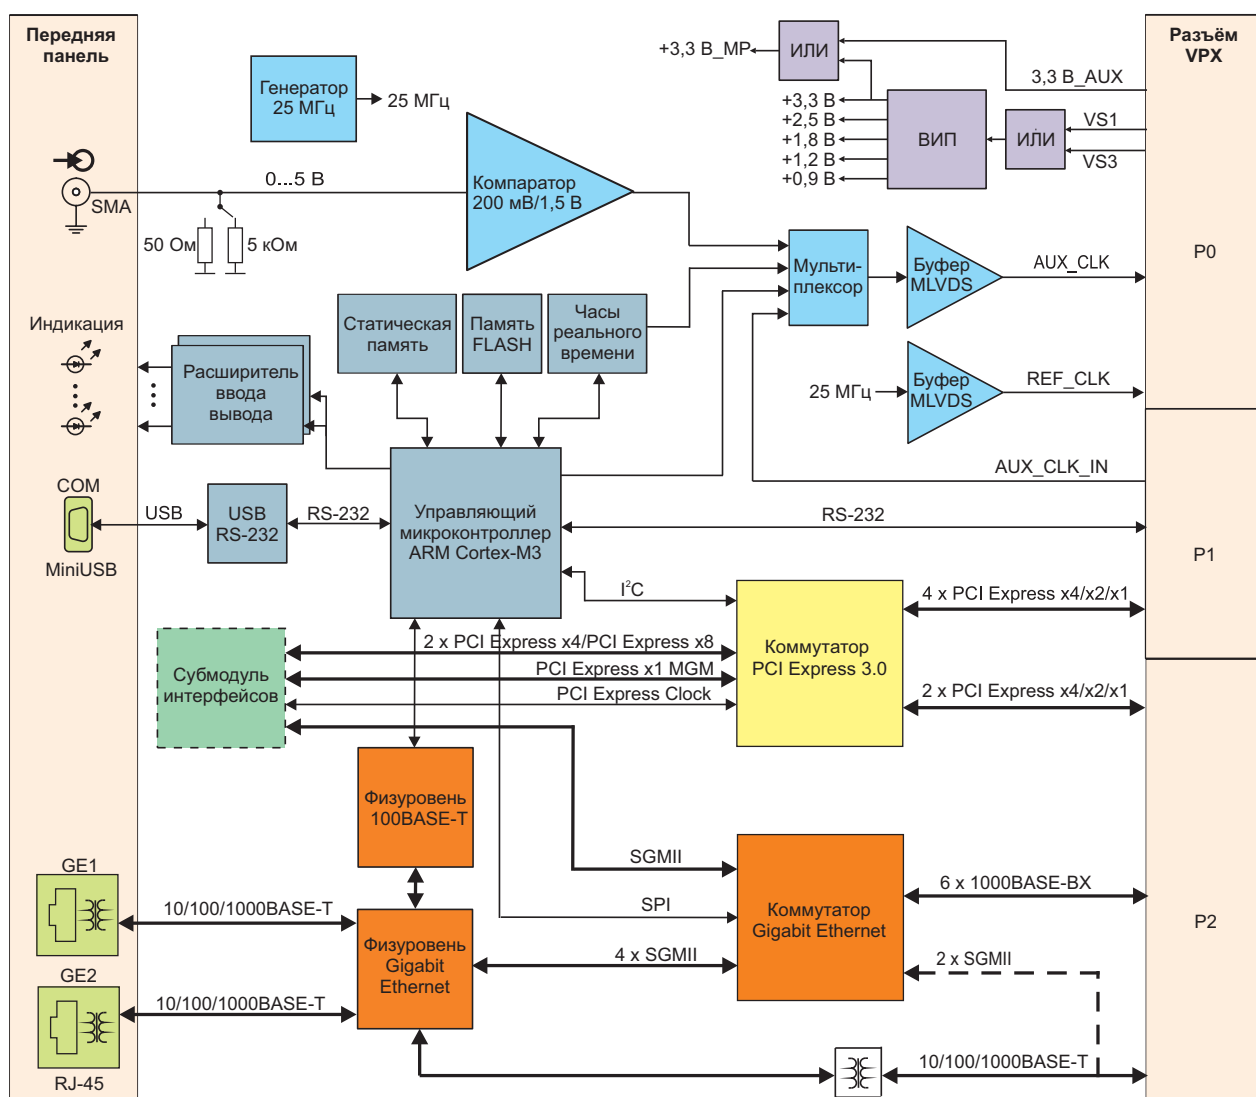 Передняя
панель
Разъём
VPX
Генератор
25 МГц
25 МГц
+3,3 В_MP
ИЛИ
3,3 В_AUX
+3,3 В
+2,5 В
+1,8 В
+1,2 В
+0,9 В
ВИП
ИЛИ
VS1
VS3
SMA
0...5 В
50 Ом
5 кОм
Компаратор
200 мВ/1,5 В
Мульти-
плексор
Буфер
MLVDS
AUX_CLK
P0
Индикация
Расширитель
ввода
вывода
Статическая
память
Память
FLASH
Часы
реального
времени
25 МГц
Буфер
MLVDS
REF_CLK
AUX_CLK_IN
COM
MiniUSB
USB
USB
RS-232
RS-232
Управляющий
микроконтроллер
ARM Cortex-M3
RS-232
P1
I²C
4 x PCI Express x4/x2/x1
Субмодуль
интерфейсов
2 x PCI Express x4/PCI Express x8
PCI Express x1 MGM
PCI Express Clock
Коммутатор
PCI Express 3.0
2 x PCI Express x4/x2/x1
Физуровень
100BASE-T
SGMII
SPI
Коммутатор
Gigabit Ethernet
6 x 1000BASE-BX
P2
GE1
10/100/1000BASE-T
Физуровень
Gigabit
Ethernet
4 x SGMII
2 x SGMII
GE2
10/100/1000BASE-T
RJ-45
10/100/1000BASE-T